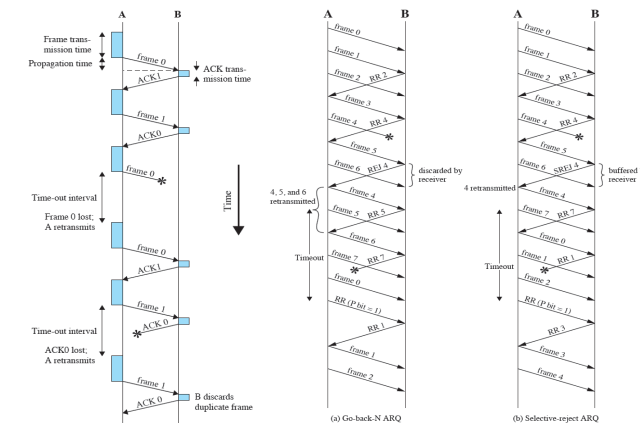 A B
Frame trans-
mission time
Propagation time
frame 0
ACK1
ACK trans-
mission time
frame 1
ACK0
frame 0
Time-out interval
Frame 0 lost;
A retransmits
Time
frame 0
ACK1
frame 1
ACK 0
Time-out interval
ACK0 lost;
A retransmits
frame 1
ACK 0
B discards
duplicate frame
A B
frame 0
frame 1
frame 2
RR 2
frame 3
frame 4
RR 4
frame 5
frame 6
REJ 4
discarded by
receiver
4, 5, and 6
retransmitted
frame 4
frame 5
RR 5
frame 6
Timeout
frame 7
RR 7
frame 0
RR (P bit = 1)
RR 1
frame 1
frame 2
(a) Go-back-N ARQ
A B
frame 0
frame 1
frame 2
RR 2
frame 3
frame 4
RR 4
frame 5
frame 6
SREJ 4
buffered
receiver
4 retransmitted
frame 4
frame 7
RR 7
frame 0
Timeout
frame 1
RR 1
frame 2
RR (P bit = 1)
RR 3
frame 3
frame 4
(b) Selective-reject ARQ